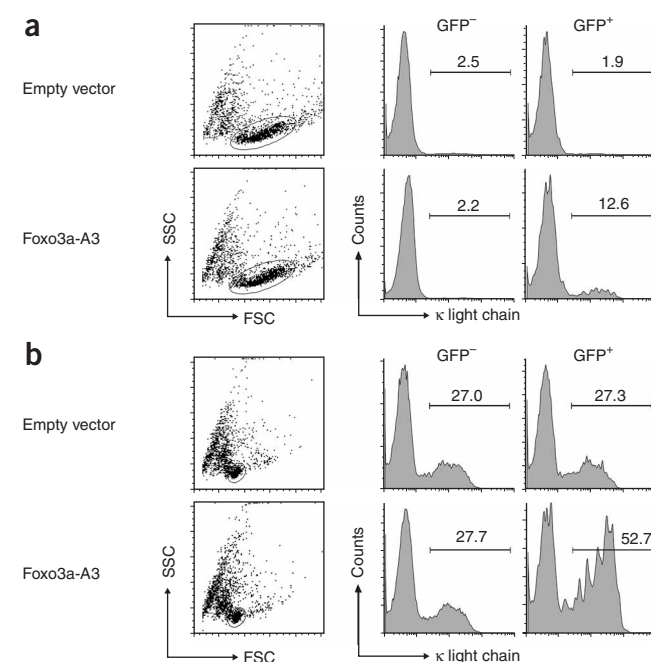 a
GFP⁻ GFP⁺
Empty vector
2.5 1.9
Foxo3a-A3
2.2 12.6
SSC
FSC
Counts
κ light chain
b
GFP⁻ GFP⁺
Empty vector
27.0 27.3
Foxo3a-A3
27.7 52.7
SSC
FSC
Counts
κ light chain